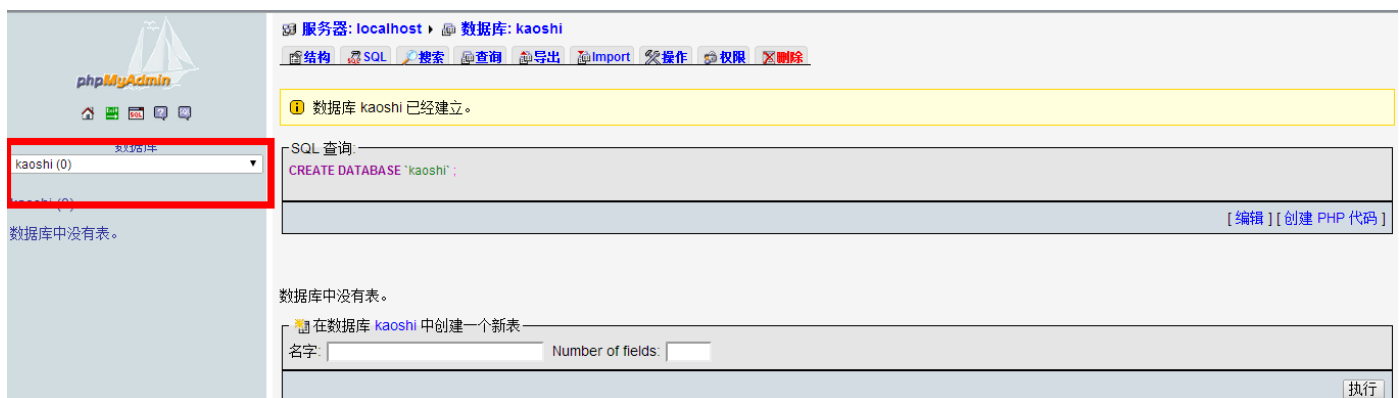 phpMyAdmin
数据库
kaoshi (0)
kaoshi (0)
数据库中没有表。
服务器: localhost ▸ 数据库: kaoshi
结构 SQL 搜索 查询 导出 Import 操作 权限 删除
数据库 kaoshi 已经建立。
SQL 查询:
CREATE DATABASE `kaoshi` ;
[ 编辑 ] [ 创建 PHP 代码 ]
数据库中没有表。
在数据库 kaoshi 中创建一个新表
名字: Number of fields:
执行